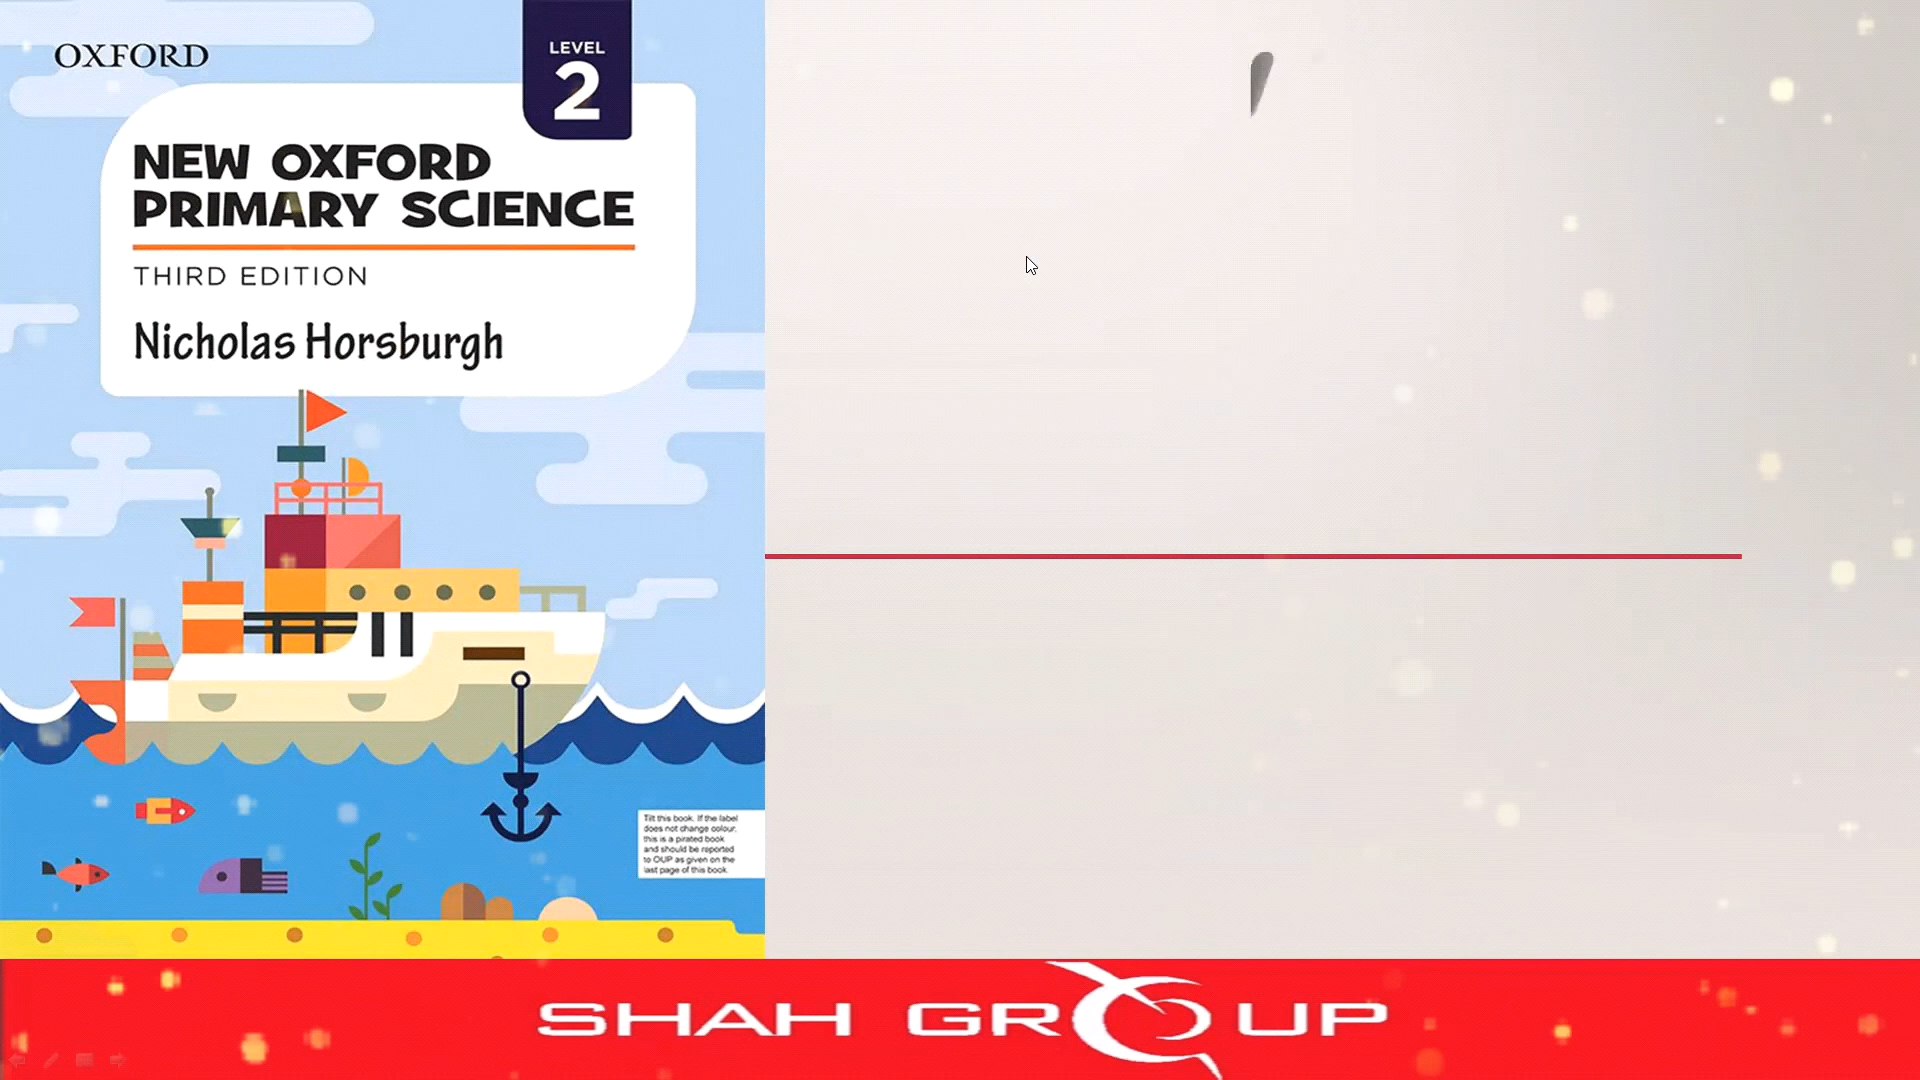 OXFORD
LEVEL
2
NEW OXFORD
PRIMARY SCIENCE
THIRD EDITION
Nicholas Horsburgh
Tilt this book. If the label
does not change colour,
this is a pirated book
and should be reported
to OUP as given on the
last page of this book.
SHAH GROUP